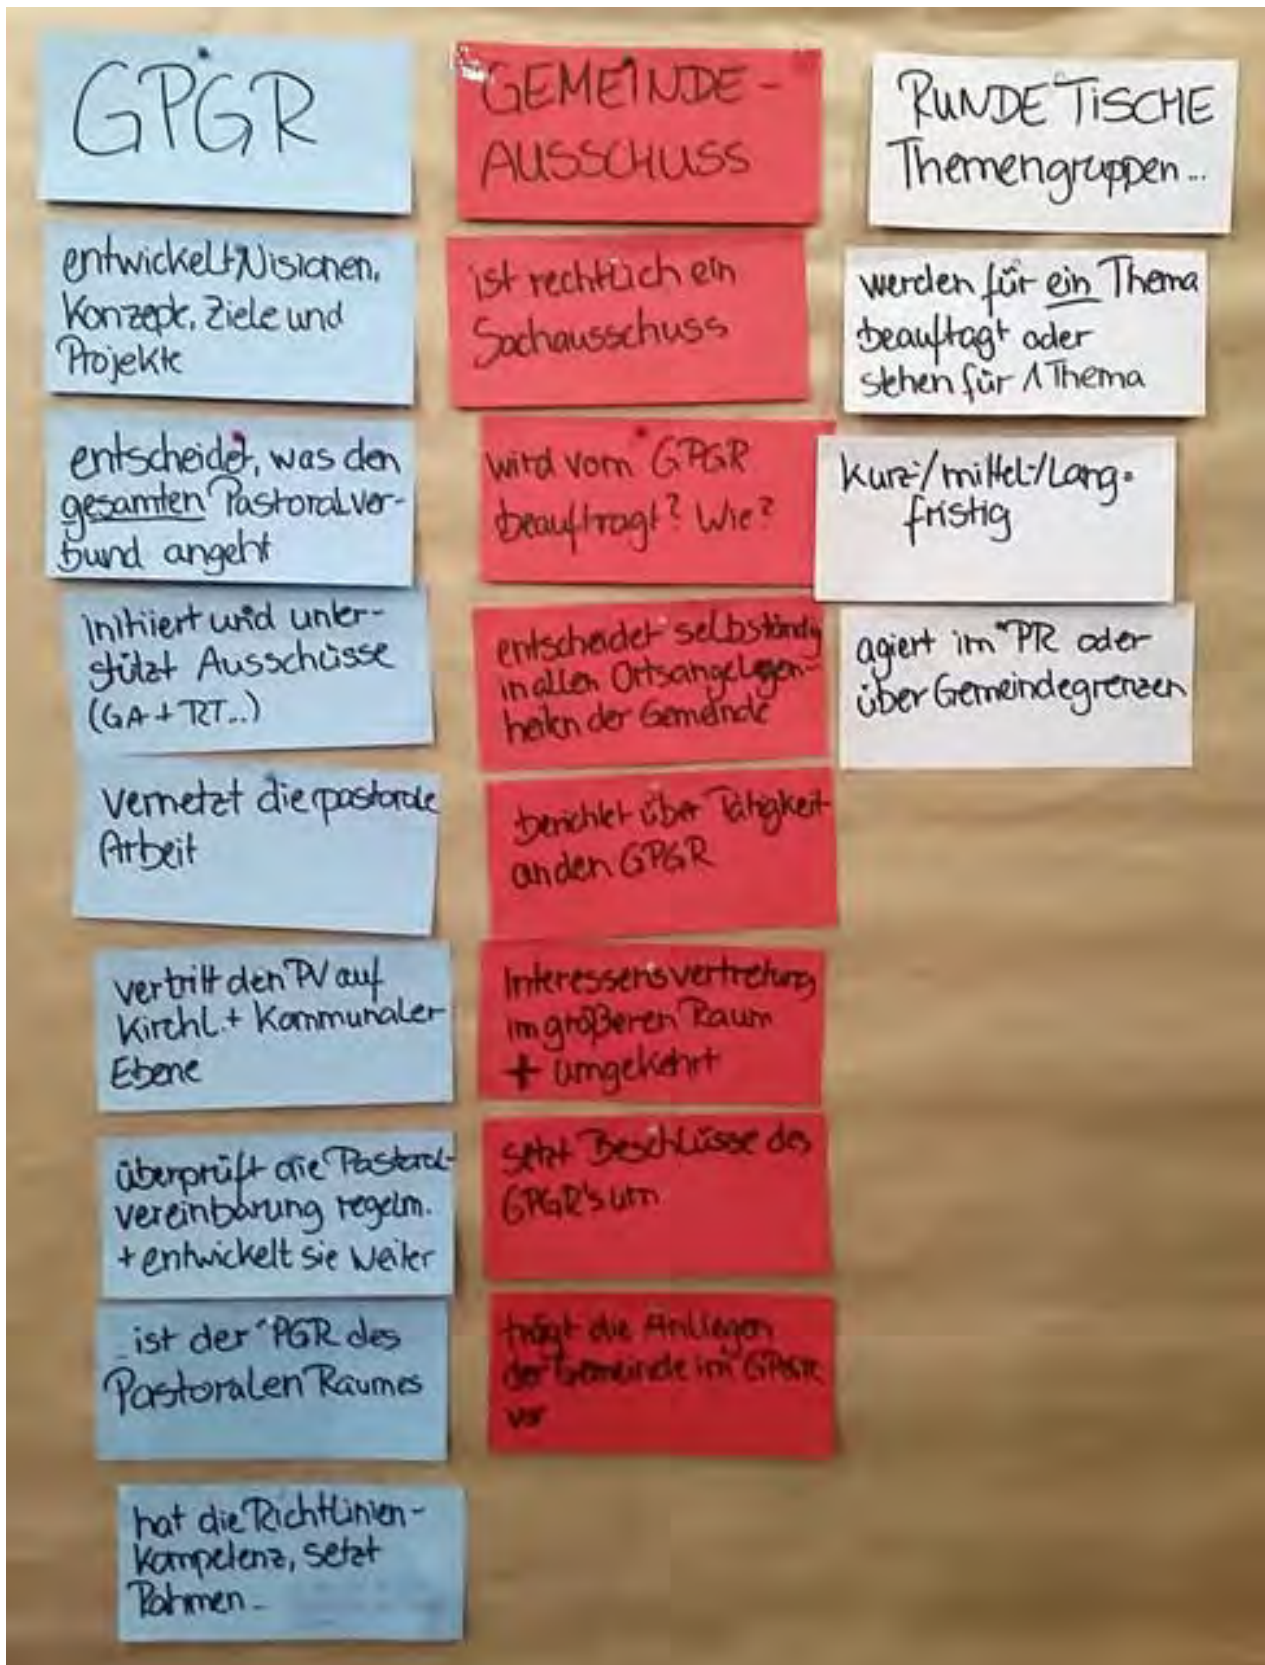 GPGR
entwickelt Visionen,
Konzepte, Ziele und
Projekte
entscheidet, was den
gesamten Pastoralver-
bund angeht
initiiert und unter-
stützt Ausschüsse
(GA + RT...)
vernetzt die pastorale
Arbeit
vertritt den PV auf
Kirchl. + Kommunaler
Ebene
überprüft die Pastoral-
vereinbarung regelm.
+ entwickelt sie weiter
ist der PGR des
Pastoralen Raumes
hat die Richtlinien-
kompetenz, setzt
Rahmen...
GEMEINDE-
AUSSCHUSS
ist rechtlich ein
Sachausschuss
wird vom GPGR
beauftragt? Wie?
entscheidet selbständig
in allen Ortsangelegen-
heiten der Gemeinde
berichtet über Tätigkeit
an den GPGR
Interessensvertretung
im größeren Raum
+ umgekehrt
setzt Beschlüsse des
GPGR's um
trägt die Anliegen
der Gemeinde im GPGR
vor
RUNDE TISCHE
Themengruppen...
werden für ein Thema
beauftagt oder
stehen für 1 Thema
kurz-/mittel-/lang-
fristig
agiert im PR oder
über Gemeindegrenzen